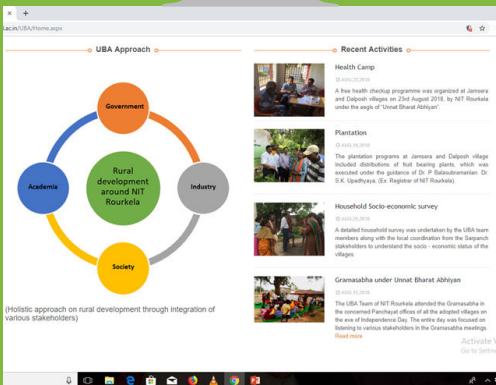 i.ac.in/UBA/Home.aspx
UBA Approach
Government
Academia
Rural
development
around NIT
Rourkela
Industry
Society
(Holistic approach on rural development through integration of
various stakeholders)
Recent Activities
Health Camp
A free health checkup programme was organized at Jamsera
and Dalposh villages on 23rd August 2018, by NIT Rourkela
under the aegis of "Unnat Bharat Abhiyan".
Plantation
The plantation programs at Jamsera and Dalposh village
included distributions of fruit bearing plants, which was
executed under the guidance of Dr. P Balasubramanian. Dr.
S.K. Upadhyaya. (Ex. Registrar of NIT Rourkela)
Household Socio-economic survey
A detailed household survey was undertaken by the UBA team
members along with the local coordination from the Sarpanch
stakeholders to understand the socio - economic status of the
villages
Gramasabha under Unnat Bharat Abhiyan
The UBA Team of NIT Rourkela attended the Gramasabha in
the concerned Panchayat offices of all the adopted villages on
the eve of Independence Day. The entire day was focused on
listening to various stakeholders in the Gramasabha meetings.
Read more
Activate
Go to Settin